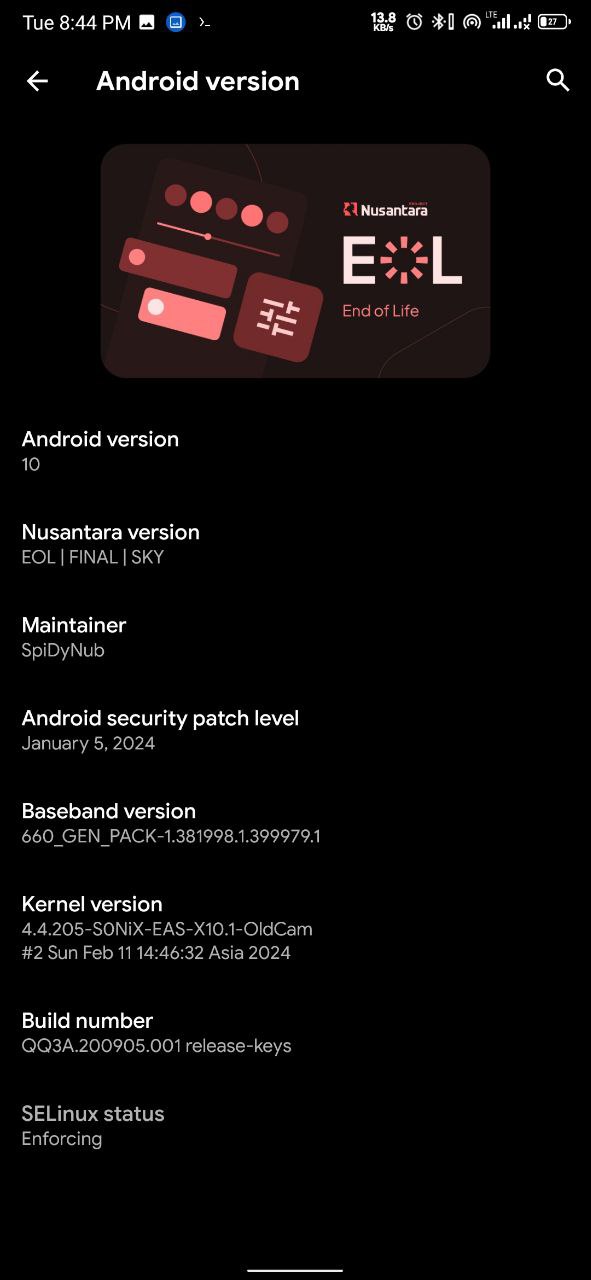 Tue 8:44 PM 13.8 KB/s LTE 27
Android version
PROJECT
Nusantara
EOL
End of Life
Android version
10
Nusantara version
EOL | FINAL | SKY
Maintainer
SpiDyNub
Android security patch level
January 5, 2024
Baseband version
660_GEN_PACK-1.381998.1.399979.1
Kernel version
4.4.205-S0NiX-EAS-X10.1-OldCam
#2 Sun Feb 11 14:46:32 Asia 2024
Build number
QQ3A.200905.001 release-keys
SELinux status
Enforcing